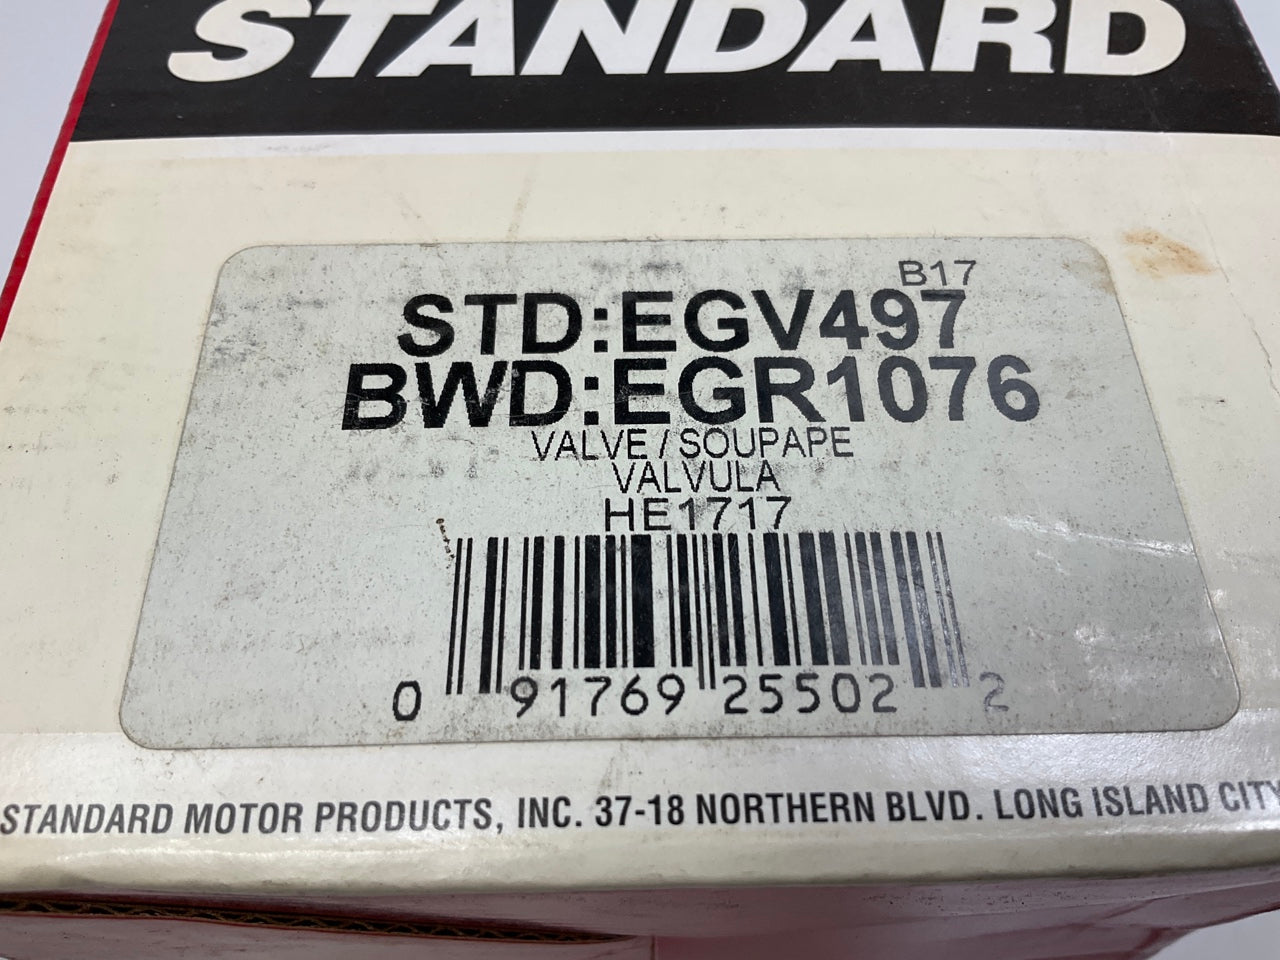 STANDARD
B17
STD:EGV497
BWD:EGR1076
VALVE / SOUPAPE
VALVULA
HE1717
0 91769 25502 2
STANDARD MOTOR PRODUCTS, INC. 37-18 NORTHERN BLVD. LONG ISLAND CITY